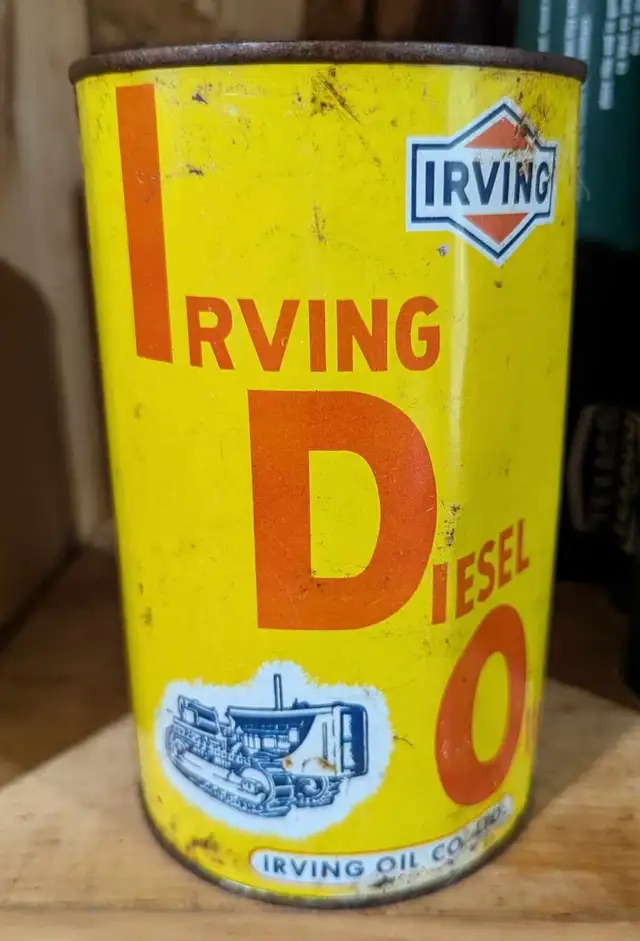 IRVING
IRVING
DIESEL
O
IRVING OIL CO. LTD.